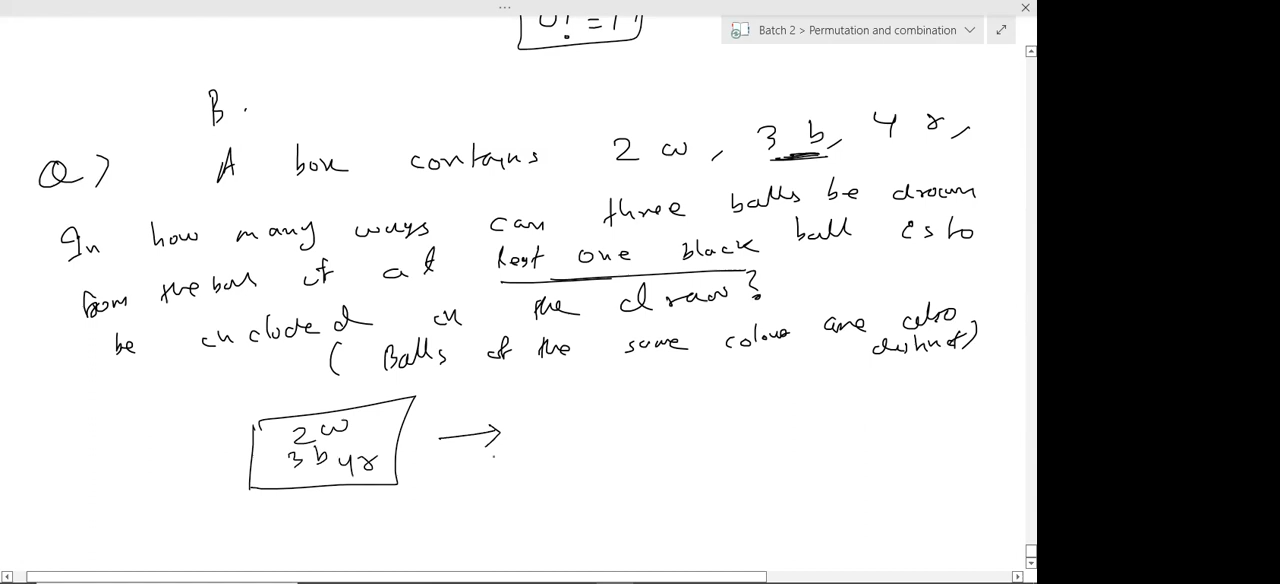 0! = 1
Batch 2 > Permutation and combination
B.
Q) A box contains 2 w, 3 b, 4 r,
In how many ways can three balls be drawn
from the box if at lest one black ball is to
be included in the draw?
( Balls of the same colour are also distinct)
2 w
3 b 4 r